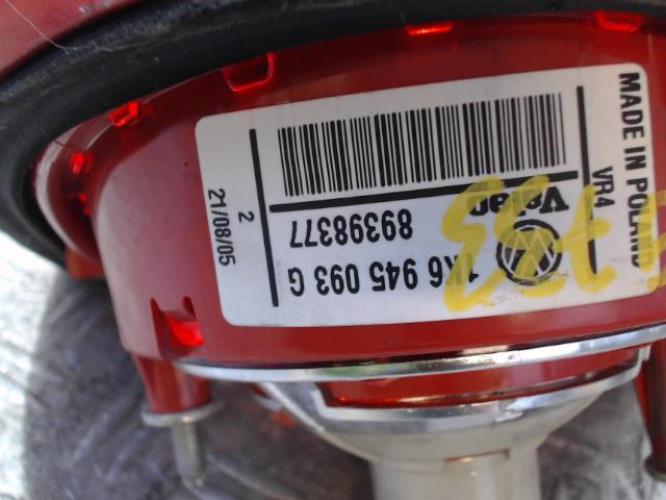 1K6 945 093 G
89398377
Valeo
MADE IN POLAND
VR4
2
21/08/05